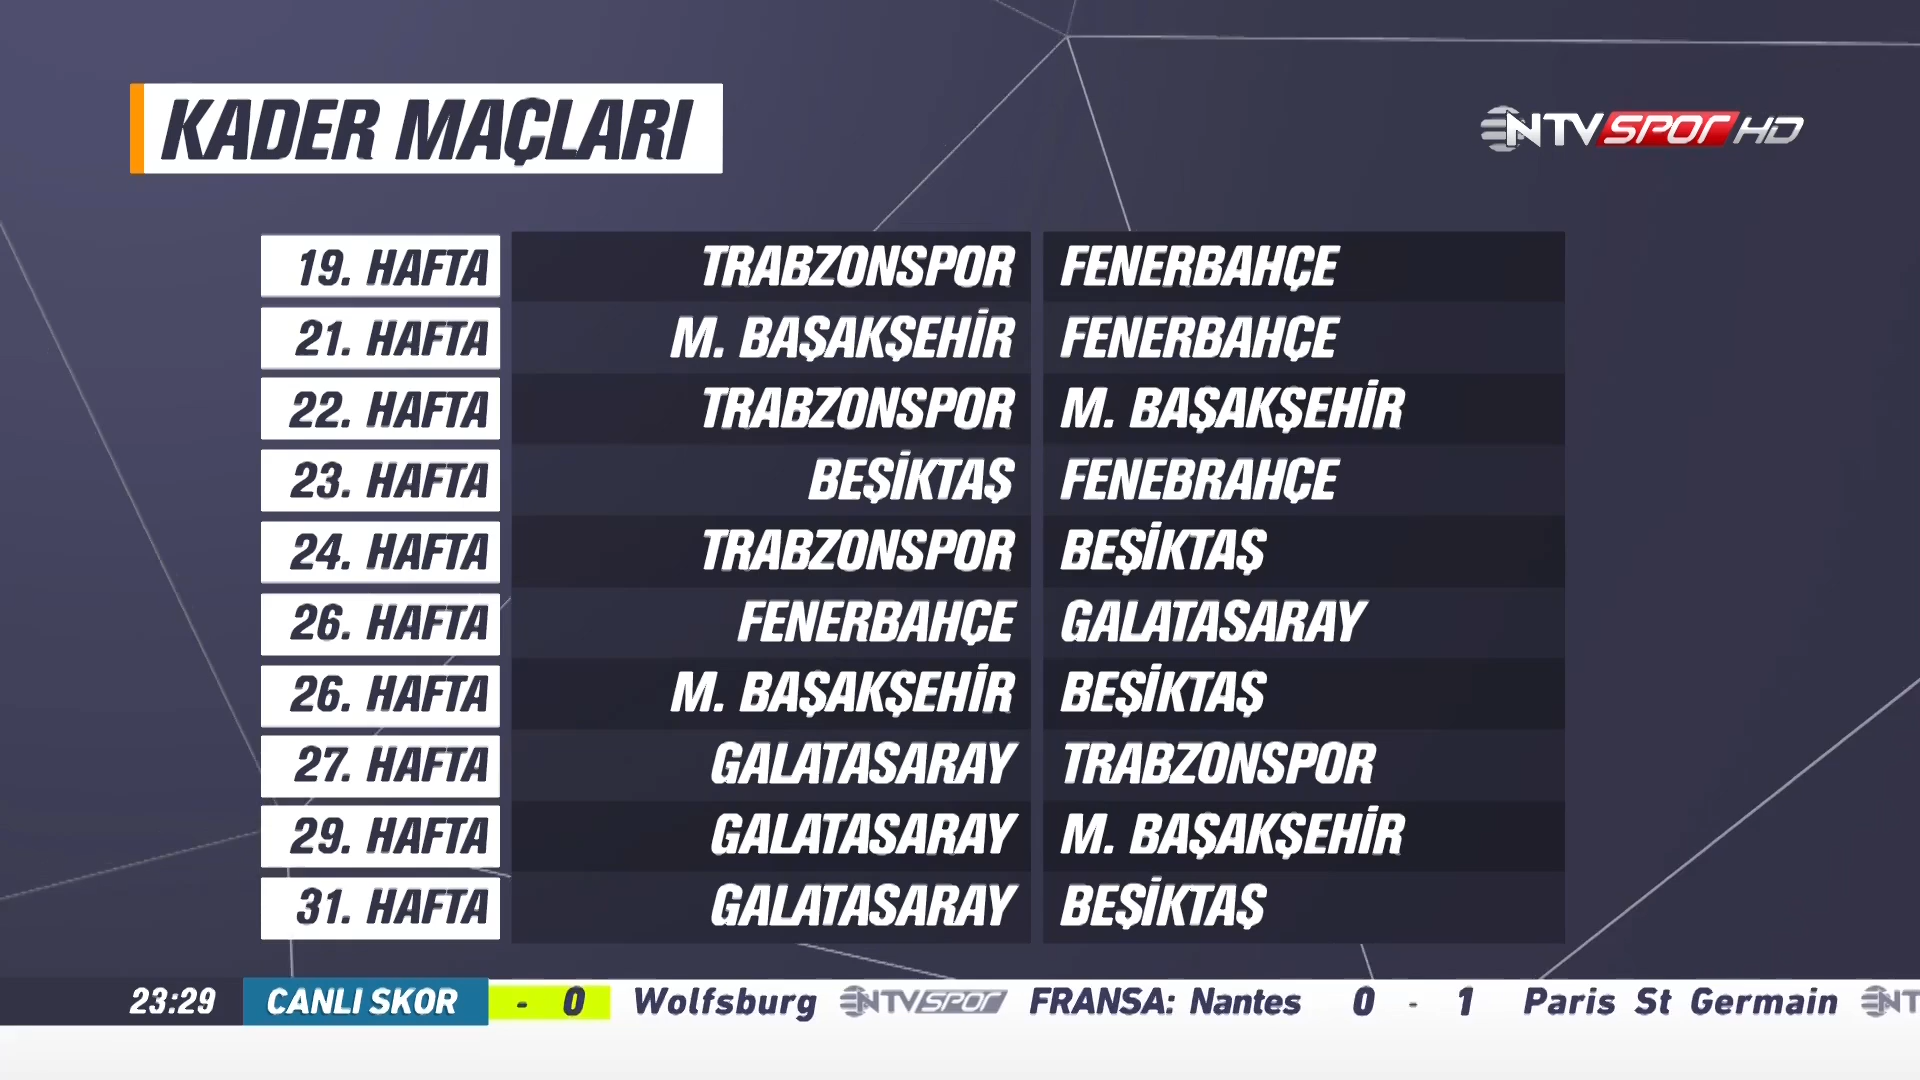 KADER MAÇLARI
NTVSPOR HD
19. HAFTA TRABZONSPOR FENERBAHÇE
21. HAFTA M. BAŞAKŞEHİR FENERBAHÇE
22. HAFTA TRABZONSPOR M. BAŞAKŞEHİR
23. HAFTA BEŞİKTAŞ FENEBRAHÇE
24. HAFTA TRABZONSPOR BEŞİKTAŞ
26. HAFTA FENERBAHÇE GALATASARAY
26. HAFTA M. BAŞAKŞEHİR BEŞİKTAŞ
27. HAFTA GALATASARAY TRABZONSPOR
29. HAFTA GALATASARAY M. BAŞAKŞEHİR
31. HAFTA GALATASARAY BEŞİKTAŞ
23:29 CANLI SKOR - 0 Wolfsburg NTVSPOR FRANSA: Nantes 0 - 1 Paris St Germain NT